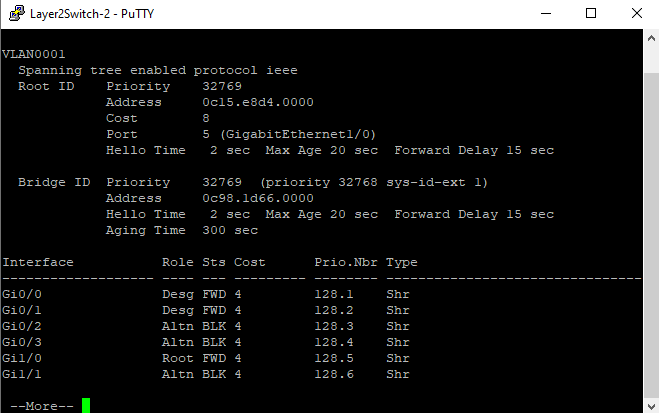 Layer2Switch-2 - PuTTY
VLAN0001
  Spanning tree enabled protocol ieee
  Root ID    Priority    32769
             Address     0c15.e8d4.0000
             Cost        8
             Port        5 (GigabitEthernet1/0)
             Hello Time   2 sec  Max Age 20 sec  Forward Delay 15 sec
  Bridge ID  Priority    32769  (priority 32768 sys-id-ext 1)
             Address     0c98.1d66.0000
             Hello Time   2 sec  Max Age 20 sec  Forward Delay 15 sec
             Aging Time  300 sec
Interface           Role Sts Cost      Prio.Nbr Type
------------------- ---- --- --------- -------- --------------------------------
Gi0/0               Desg FWD 4         128.1    Shr
Gi0/1               Desg FWD 4         128.2    Shr
Gi0/2               Altn BLK 4         128.3    Shr
Gi0/3               Altn BLK 4         128.4    Shr
Gi1/0               Root FWD 4         128.5    Shr
Gi1/1               Altn BLK 4         128.6    Shr
 --More--